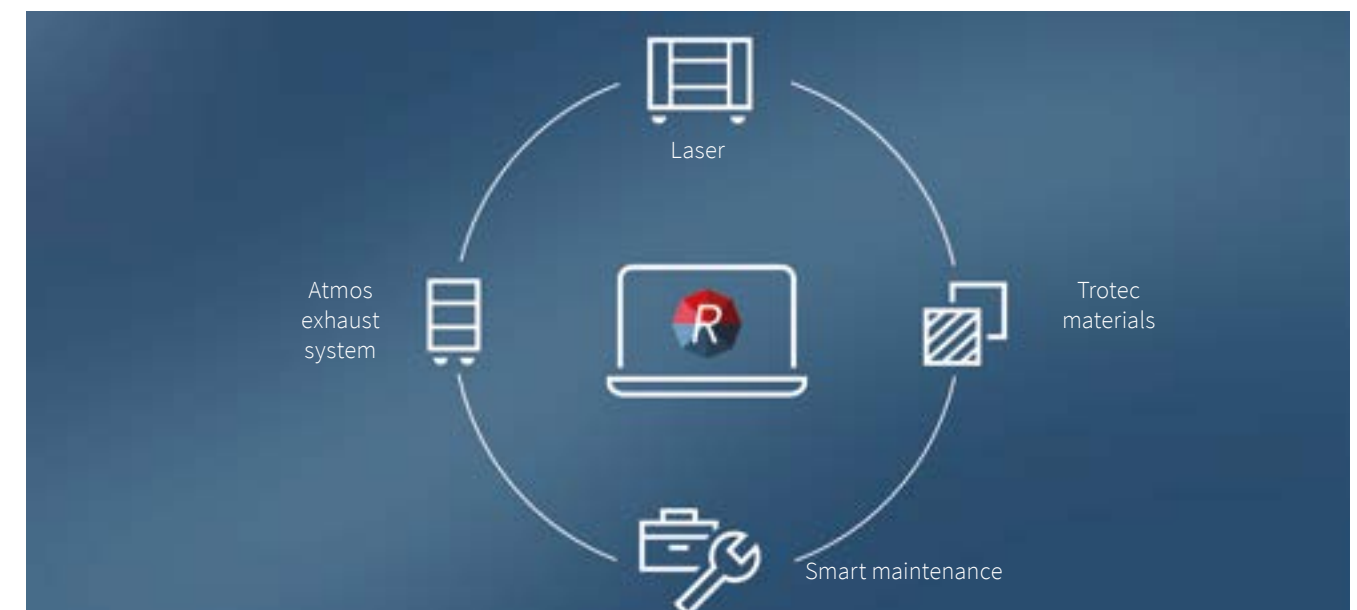 Laser
Atmos
exhaust
system
R
Trotec
materials
Smart maintenance